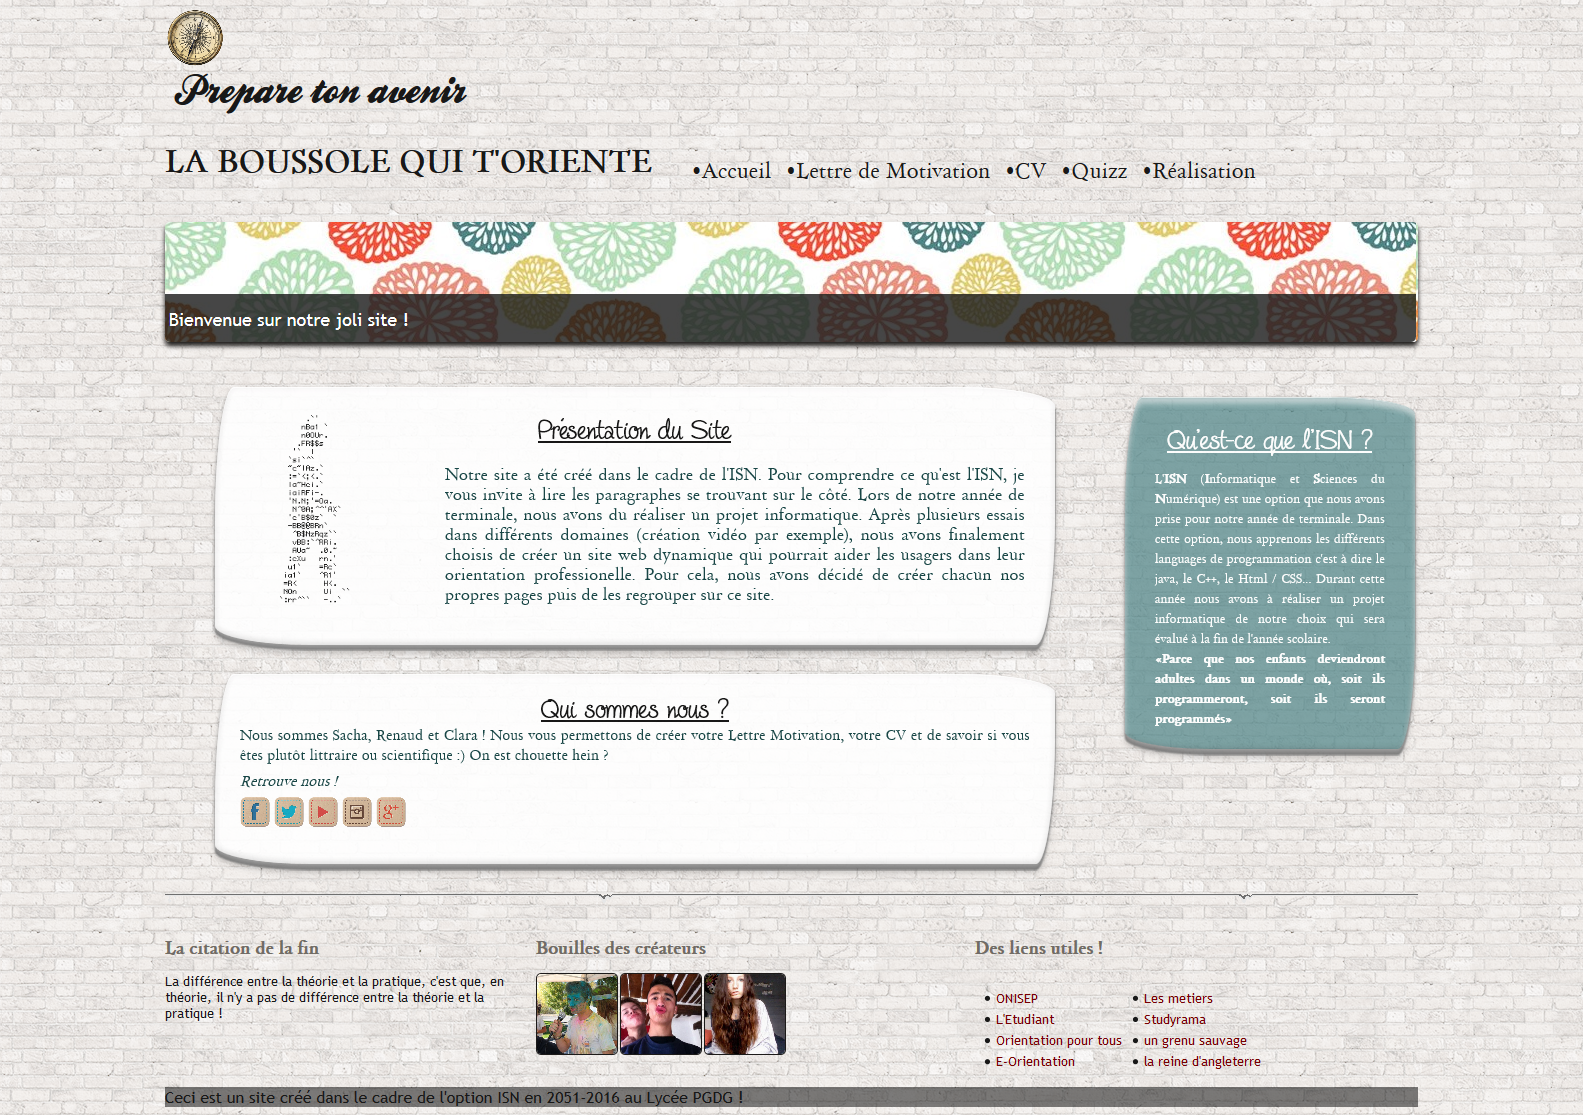 Prepare ton avenir
LA BOUSSOLE QUI T'ORIENTE
•Accueil •Lettre de Motivation •CV •Quizz •Réalisation
Bienvenue sur notre joli site !
Présentation du Site
Notre site a été créé dans le cadre de l'ISN. Pour comprendre ce qu'est l'ISN, je
vous invite à lire les paragraphes se trouvant sur le côté. Lors de notre année de
terminale, nous avons du réaliser un projet informatique. Après plusieurs essais
dans différents domaines (création vidéo par exemple), nous avons finalement
choisis de créer un site web dynamique qui pourrait aider les usagers dans leur
orientation professionelle. Pour cela, nous avons décidé de créer chacun nos
propres pages puis de les regrouper sur ce site.
Qu'est-ce que l'ISN ?
L'ISN (Informatique et Sciences du
Numérique) est une option que nous avons
prise pour notre année de terminale. Dans
cette option, nous apprenons les différents
languages de programmation c'est à dire le
java, le C++, le Html / CSS... Durant cette
année nous avons à réaliser un projet
informatique de notre choix qui sera
évalué à la fin de l'année scolaire.
«Parce que nos enfants deviendront
adultes dans un monde où, soit ils
programmeront, soit ils seront
programmés»
Qui sommes nous ?
Nous sommes Sacha, Renaud et Clara ! Nous vous permettons de créer votre Lettre Motivation, votre CV et de savoir si vous
êtes plutôt littraire ou scientifique :) On est chouette hein ?
Retrouve nous !
La citation de la fin
La différence entre la théorie et la pratique, c'est que, en
théorie, il n'y a pas de différence entre la théorie et la
pratique !
Bouilles des créateurs
Des liens utiles !
• ONISEP
• L'Etudiant
• Orientation pour tous
• E-Orientation
• Les metiers
• Studyrama
• un grenu sauvage
• la reine d'angleterre
Ceci est un site créé dans le cadre de l'option ISN en 2051-2016 au Lycée PGDG !